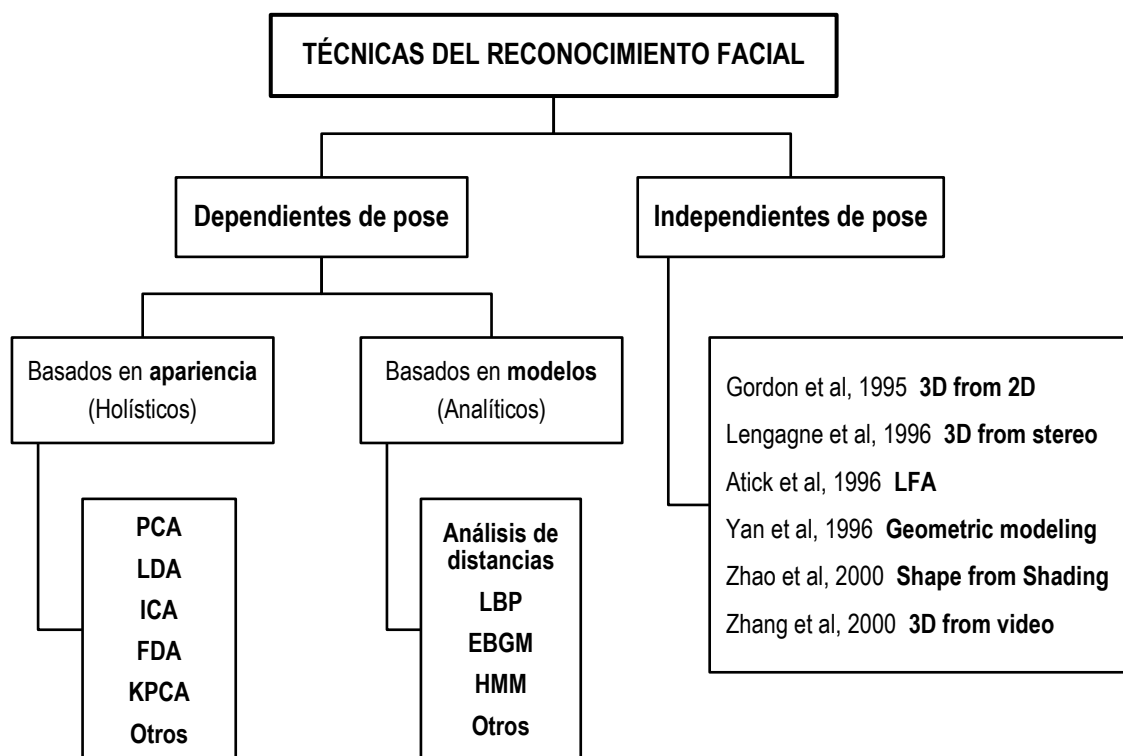 TÉCNICAS DEL RECONOCIMIENTO FACIAL
Dependientes de pose
Independientes de pose
Basados en apariencia
(Holísticos)
Basados en modelos
(Analíticos)
PCA
LDA
ICA
FDA
KPCA
Otros
Análisis de
distancias
LBP
EBGM
HMM
Otros
Gordon et al, 1995 3D from 2D
Lengagne et al, 1996 3D from stereo
Atick et al, 1996 LFA
Yan et al, 1996 Geometric modeling
Zhao et al, 2000 Shape from Shading
Zhang et al, 2000 3D from video